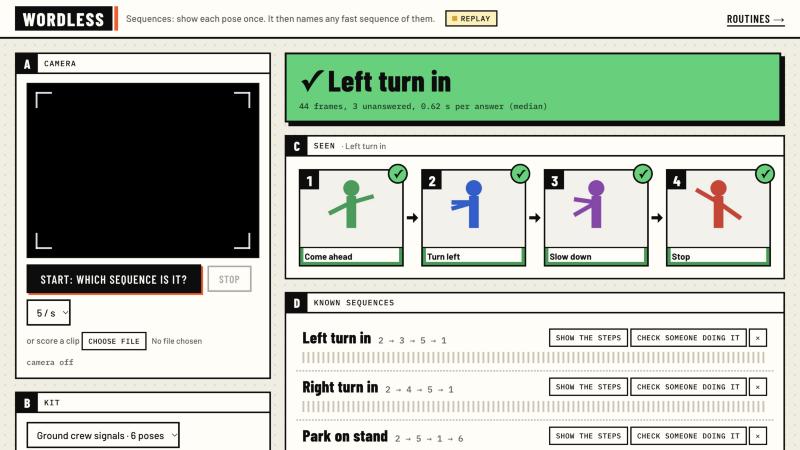 WORDLESS Sequences: show each pose once. It then names any fast sequence of them. REPLAY ROUTINES →
A CAMERA
START: WHICH SEQUENCE IS IT? STOP
5 / s
or score a clip CHOOSE FILE No file chosen
camera off
B KIT
Ground crew signals · 6 poses
✓ Left turn in
44 frames, 3 unanswered, 0.62 s per answer (median)
C SEEN · Left turn in
1 2 3 4
Come ahead Turn left Slow down Stop
D KNOWN SEQUENCES
Left turn in 2 → 3 → 5 → 1 SHOW THE STEPS CHECK SOMEONE DOING IT ×
Right turn in 2 → 4 → 5 → 1 SHOW THE STEPS CHECK SOMEONE DOING IT ×
Park on stand 2 → 5 → 1 → 6 SHOW THE STEPS CHECK SOMEONE DOING IT ×